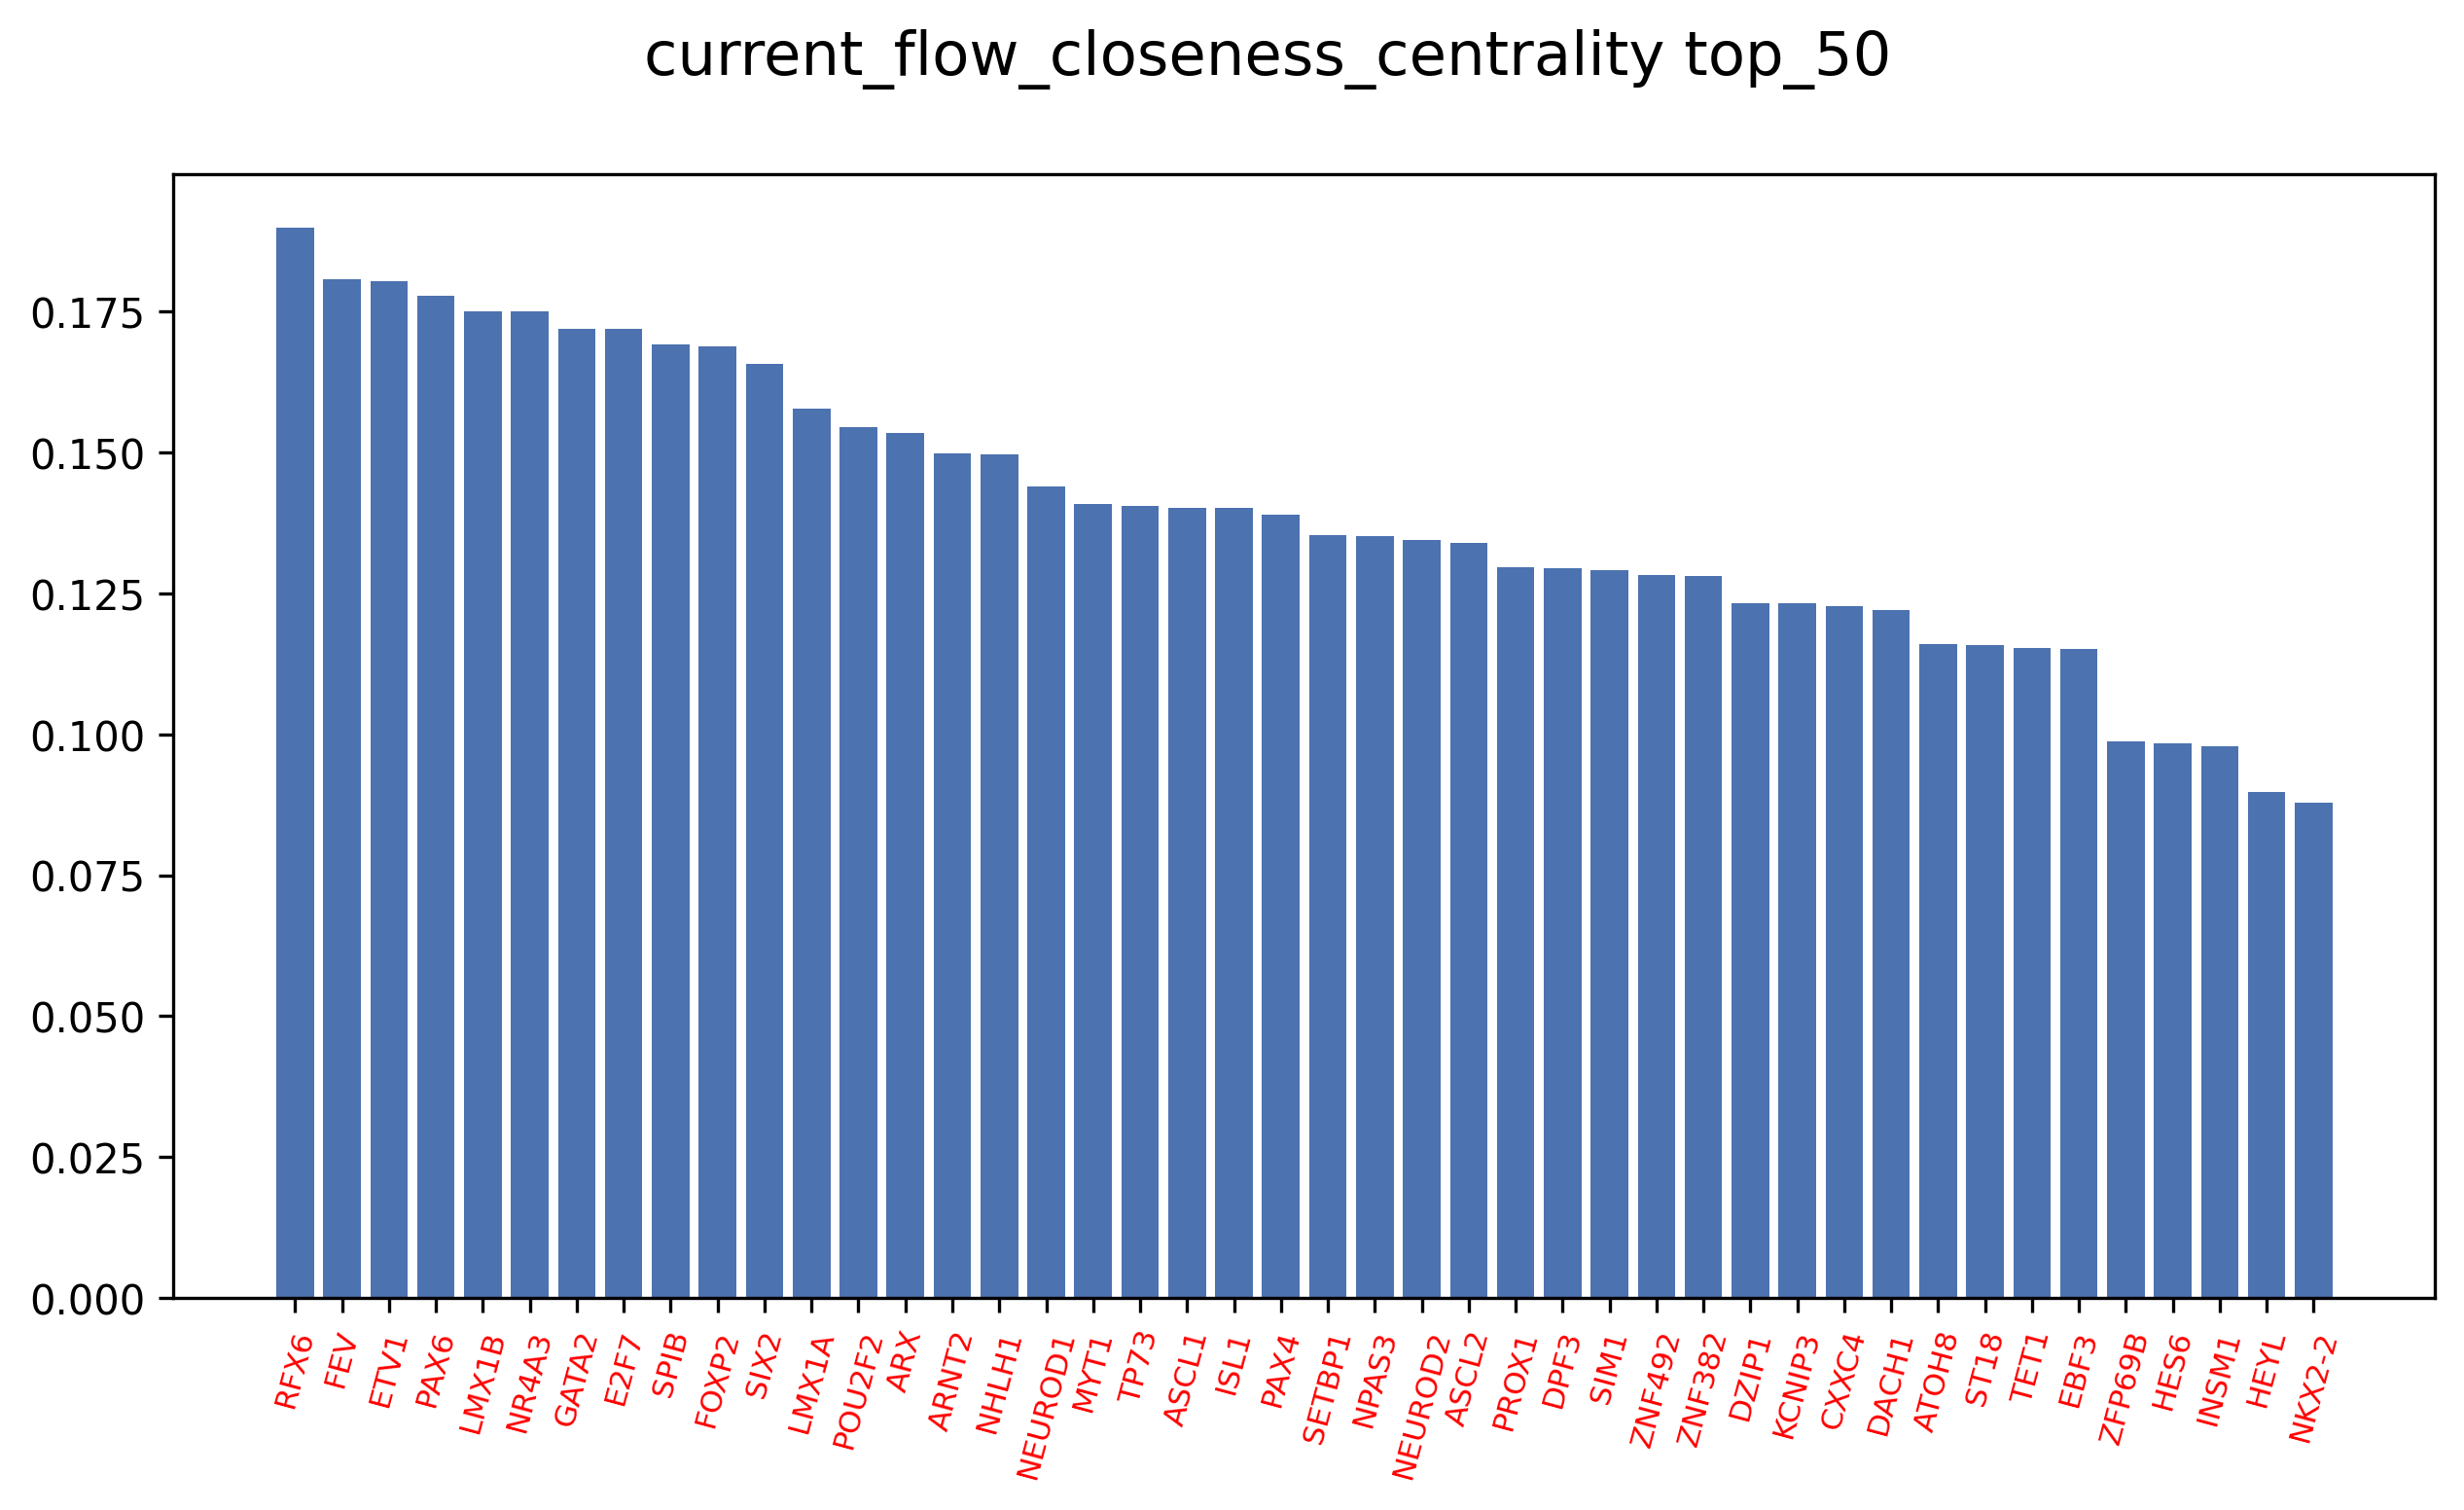 current_flow_closeness_centrality top_50
0.175
0.150
0.125
0.100
0.075
0.050
0.025
0.000
RFX6
FEV
ETV1
PAX6
LMX1B
NR4A3
GATA2
E2F7
SPIB
FOXP2
SIX2
LMX1A
POU2F2
ARX
ARNT2
NHLH1
NEUROD1
MYT1
TP73
ASCL1
ISL1
PAX4
SETBP1
NPAS3
NEUROD2
ASCL2
PROX1
DPF3
SIM1
ZNF492
ZNF382
DZIP1
KCNIP3
CXXC4
DACH1
ATOH8
ST18
TET1
EBF3
ZFP69B
HES6
INSM1
HEYL
NKX2-2